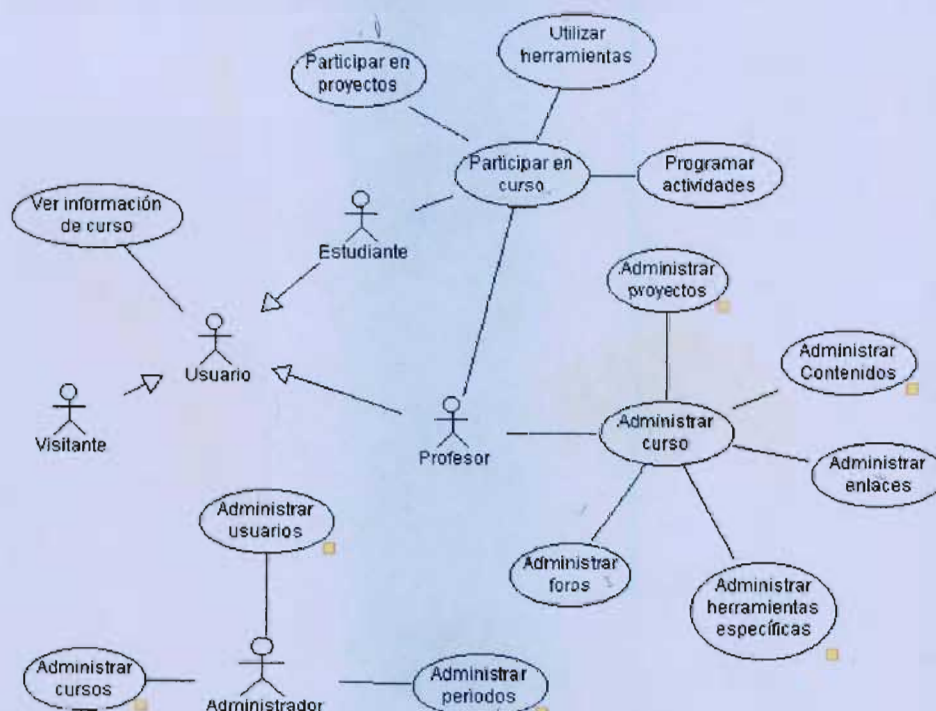 Utilizar
herramientas
Participar en
proyectos
Participar en
curso
Programar
actividades
Ver información
de curso
Estudiante
Administrar
proyectos
Usuario
Administrar
Contenidos
Visitante
Profesor
Administrar
curso
Administrar
enlaces
Administrar
usuarios
Administrar
foros
Administrar
herramientas
específicas
Administrar
cursos
Administrador
Administrar
periodos